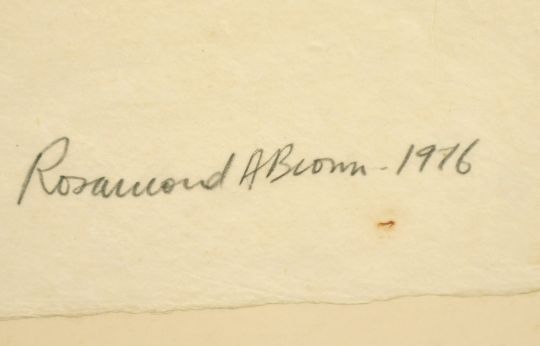 Rosamond A Brown - 1976